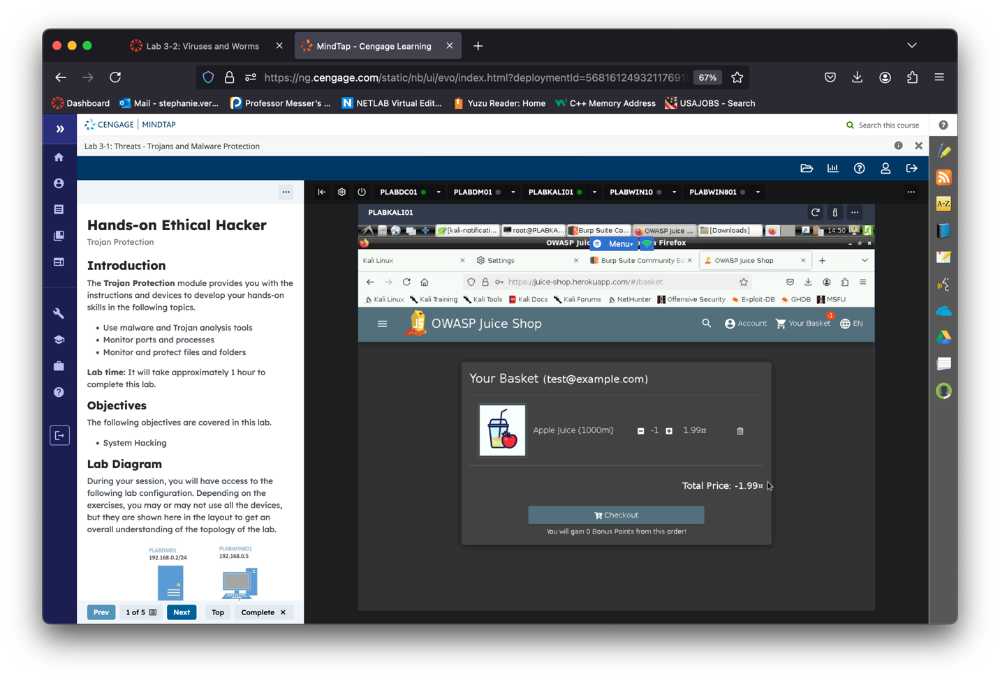 Lab 3-2: Viruses and Worms
MindTap - Cengage Learning
https://ng.cengage.com/static/nb/ui/evo/index.html?deploymentId=568161249321176919
67%
Dashboard
Mail - stephanie.ver...
Professor Messer's ...
NETLAB Virtual Edit...
Yuzu Reader: Home
C++ Memory Address
USAJOBS - Search
CENGAGE | MINDTAP
Search this course
Lab 3-1: Threats - Trojans and Malware Protection
A-Z
PLABDC01
PLABDM01
PLABKALI01
PLABWIN10
PLABWIN801
Hands-on Ethical Hacker
Trojan Protection
Introduction
The Trojan Protection module provides you with the
instructions and devices to develop your hands-on
skills in the following topics.
• Use malware and Trojan analysis tools
• Monitor ports and processes
• Monitor and protect files and folders
Lab time: It will take approximately 1 hour to
complete this lab.
Objectives
The following objectives are covered in this lab.
• System Hacking
Lab Diagram
During your session, you will have access to the
following lab configuration. Depending on the
exercises, you may or may not use all the devices,
but they are shown here in the layout to get an
overall understanding of the topology of the lab.
PLABDM01
192.168.0.2/24
PLABWIN801
192.168.0.5
Prev
1 of 5
Next
Top
Complete
PLABKALI01
[kali-notificati...
root@PLABKA...
Burp Suite Co...
OWASP Juice ...
[Downloads]
14:50
OWASP Juic
Menu
Firefox
Kali Linux
Settings
Burp Suite Community Ed
OWASP Juice Shop
https://juice-shop.herokuapp.com/#/basket
Kali Linux
Kali Training
Kali Tools
Kali Docs
Kali Forums
NetHunter
Offensive Security
Exploit-DB
GHDB
MSFU
OWASP Juice Shop
Account
Your Basket
-1
EN
Your Basket (test@example.com)
Apple Juice (1000ml)
-1
1.99¤
Total Price: -1.99¤
Checkout
You will gain 0 Bonus Points from this order!